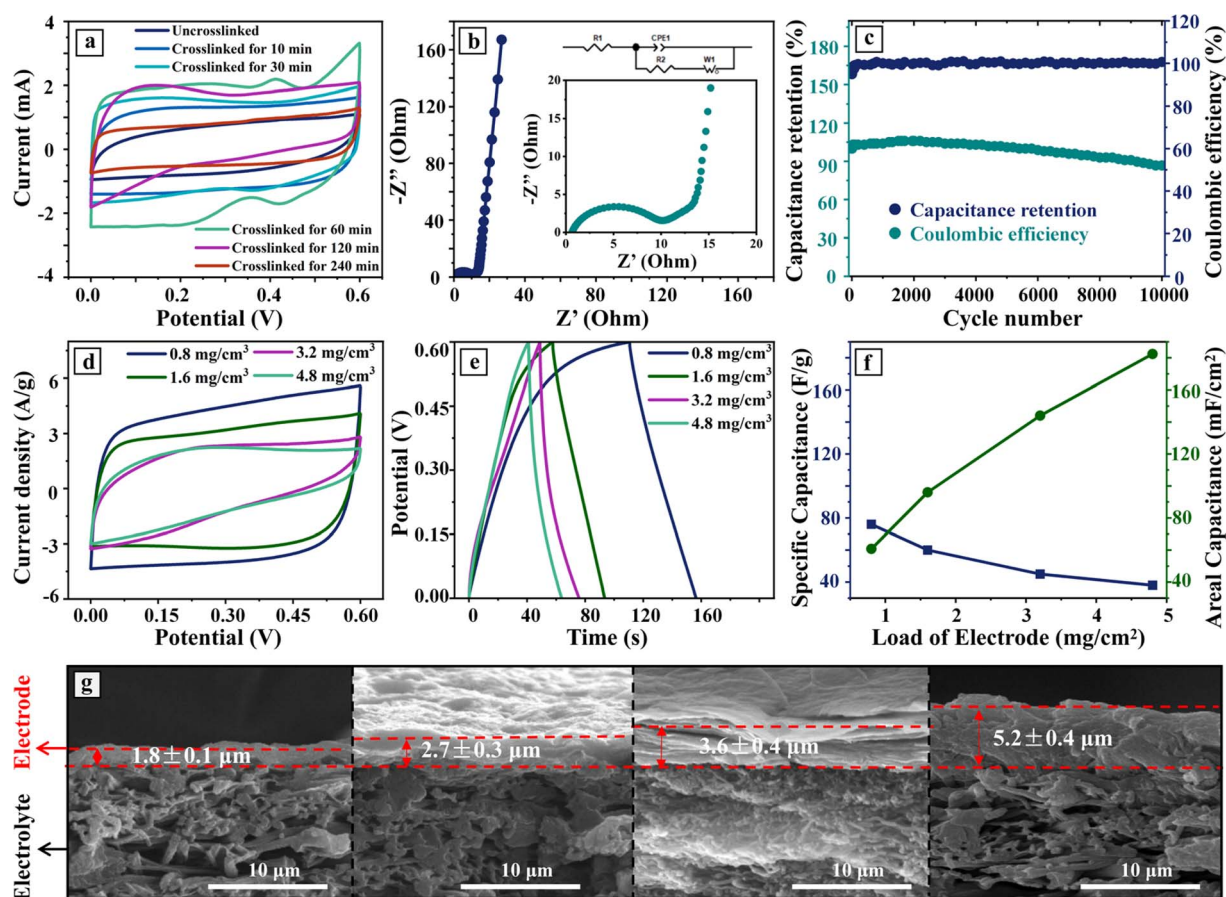 a
Uncrosslinked
Crosslinked for 10 min
Crosslinked for 30 min
Crosslinked for 60 min
Crosslinked for 120 min
Crosslinked for 240 min
Current (mA)
4
2
0
-2
-4
0.0 0.2 0.4 0.6
Potential (V)
b
R1 CPE1
R2 W1
-Z'' (Ohm)
160
120
80
40
0
0 40 80 120 160
Z' (Ohm)
-Z'' (Ohm)
20
15
10
5
0
0 5 10 15 20
Z' (Ohm)
c
Capacitance retention (%)
180
150
120
90
60
30
0
Capacitance retention
Coulombic efficiency
0 2000 4000 6000 8000 10000
Cycle number
120
100
80
60
40
20
0
Coulombic efficiency (%)
d
0.8 mg/cm³ 3.2 mg/cm³
1.6 mg/cm³ 4.8 mg/cm³
Current density (A/g)
6
3
0
-3
-6
0.00 0.15 0.30 0.45 0.60
Potential (V)
e
0.8 mg/cm³
1.6 mg/cm³
3.2 mg/cm³
4.8 mg/cm³
Potential (V)
0.60
0.45
0.30
0.15
0.00
0 40 80 120 160
Time (s)
f
Specific Capacitance (F/g)
160
120
80
40
1 2 3 4 5
Load of Electrode (mg/cm²)
160
120
80
40
Areal Capacitance (mF/cm²)
g
Electrode
Electrolyte
1.8±0.1 μm
2.7±0.3 μm
3.6±0.4 μm
5.2±0.4 μm
10 μm
10 μm
10 μm
10 μm